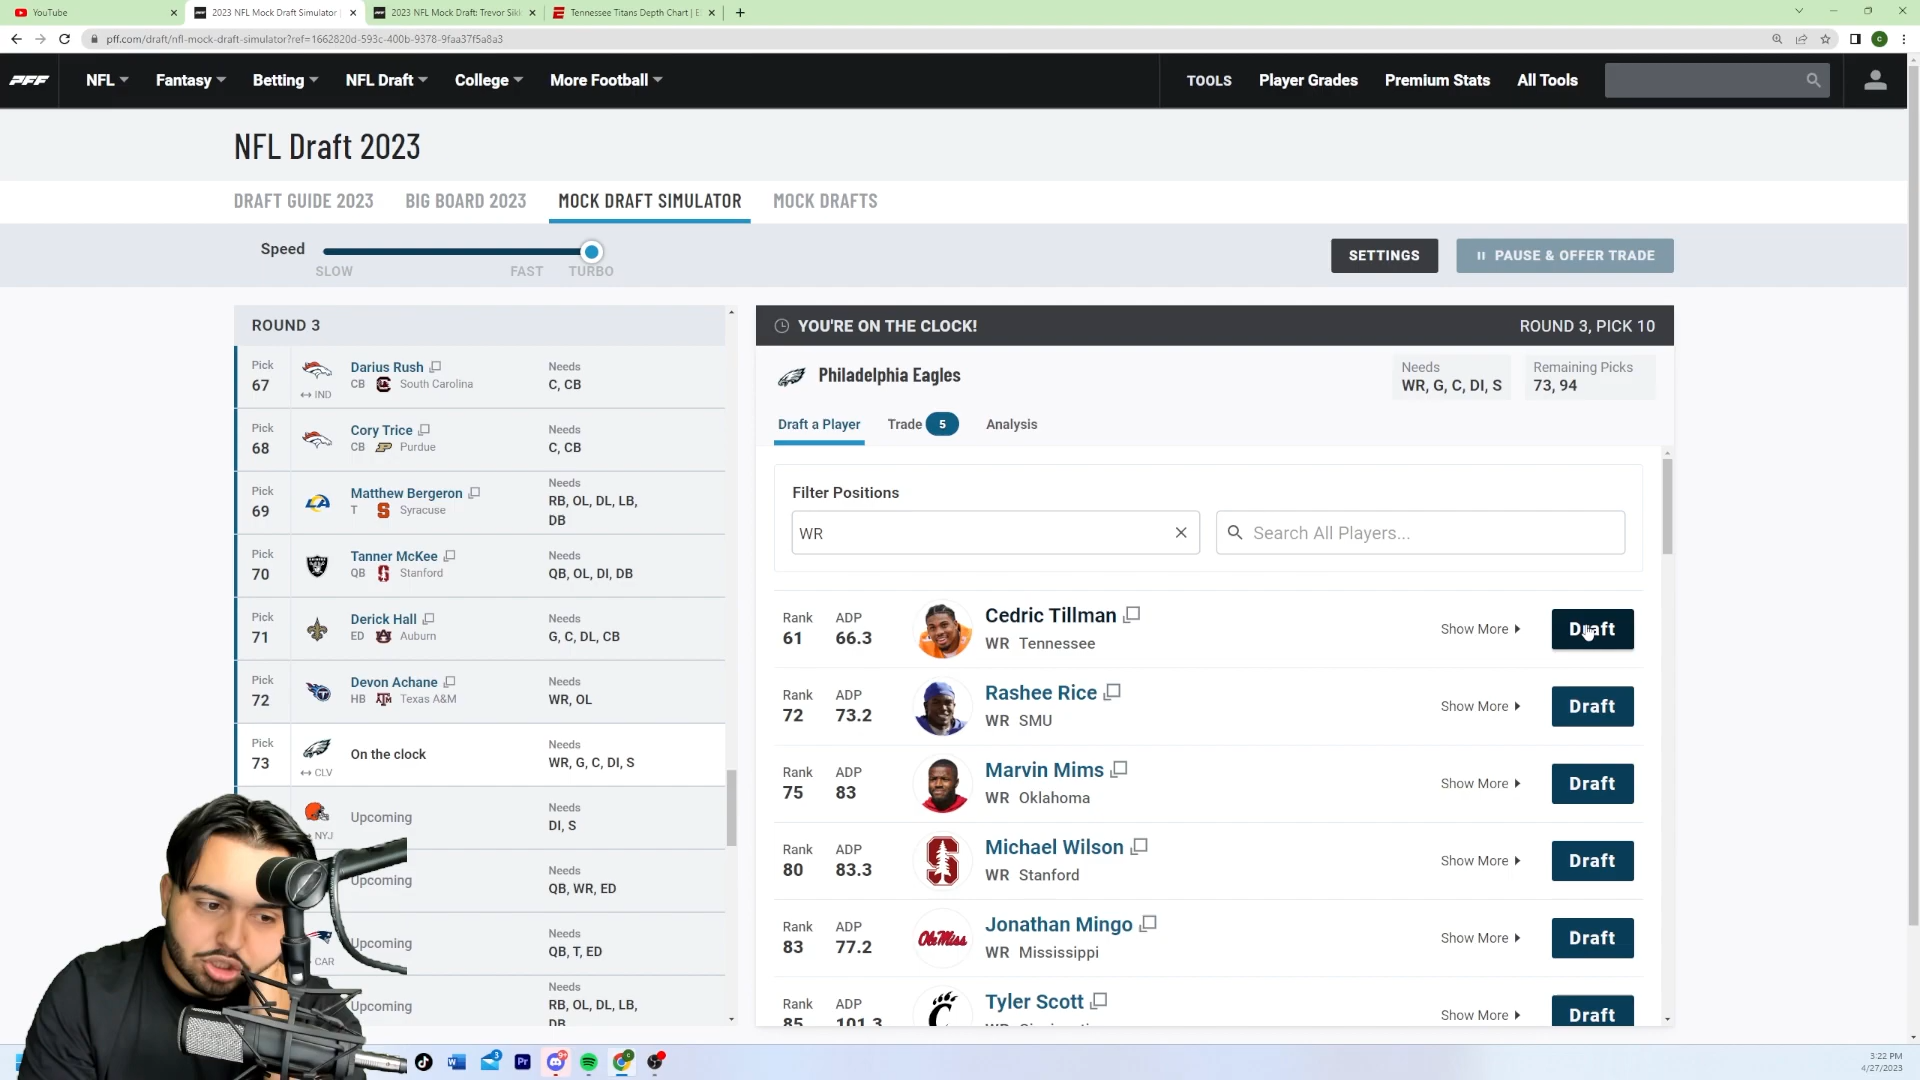 YouTube
2023 NFL Mock Draft Simulator |
2023 NFL Mock Draft: Trevor Sik
Tennessee Titans Depth Chart | E
pff.com/draft/nfl-mock-draft-simulator?ref=1662820d-593c-400b-9378-9faa37f5a8a3
PFF
NFL
Fantasy
Betting
NFL Draft
College
More Football
TOOLS
Player Grades
Premium Stats
All Tools
NFL Draft 2023
DRAFT GUIDE 2023
BIG BOARD 2023
MOCK DRAFT SIMULATOR
MOCK DRAFTS
Speed
SLOW
FAST
TURBO
SETTINGS
PAUSE & OFFER TRADE
ROUND 3
Pick 67
IND
Darius Rush
CB South Carolina
Needs
C, CB
Pick 68
Cory Trice
CB Purdue
Needs
C, CB
Pick 69
Matthew Bergeron
T Syracuse
Needs
RB, OL, DL, LB,
DB
Pick 70
Tanner McKee
QB Stanford
Needs
QB, OL, DI, DB
Pick 71
Derick Hall
ED Auburn
Needs
G, C, DL, CB
Pick 72
Devon Achane
HB Texas A&M
Needs
WR, OL
Pick 73
CLV
On the clock
Needs
WR, G, C, DI, S
NYJ
Upcoming
Needs
DI, S
Upcoming
Needs
QB, WR, ED
CAR
Upcoming
Needs
QB, T, ED
Upcoming
Needs
RB, OL, DL, LB,
DB
YOU'RE ON THE CLOCK!
ROUND 3, PICK 10
Philadelphia Eagles
Needs
WR, G, C, DI, S
Remaining Picks
73, 94
Draft a Player
Trade 5
Analysis
Filter Positions
WR
Search All Players...
Rank 61
ADP 66.3
Cedric Tillman
WR Tennessee
Show More
Draft
Rank 72
ADP 73.2
Rashee Rice
WR SMU
Show More
Draft
Rank 75
ADP 83
Marvin Mims
WR Oklahoma
Show More
Draft
Rank 80
ADP 83.3
Michael Wilson
WR Stanford
Show More
Draft
Rank 83
ADP 77.2
Ole Miss
Jonathan Mingo
WR Mississippi
Show More
Draft
Rank 85
ADP 101.3
Tyler Scott
Show More
Draft
3:22 PM
4/27/2023